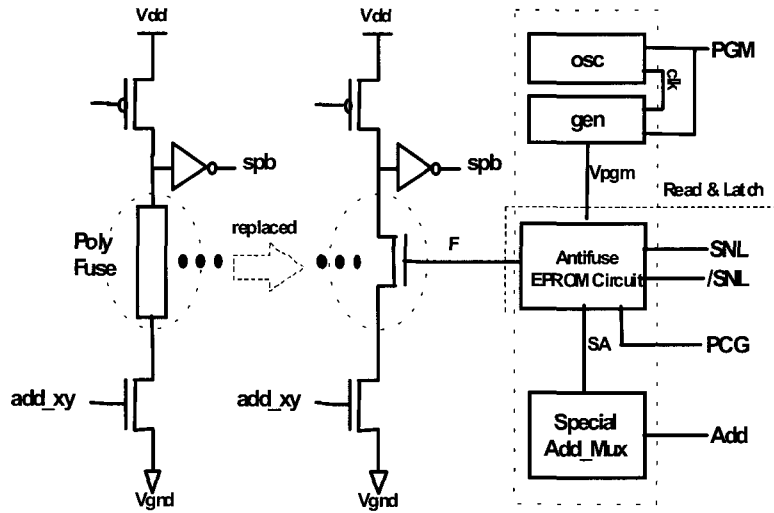 Vdd
spb
Poly
Fuse
add_xy
Vgnd
replaced
Vdd
spb
F
add_xy
Vgnd
osc
PGM
clk
gen
Vpgm
Read & Latch
Antifuse
EPROM Circuit
SNL
/SNL
SA
PCG
Special
Add_Mux
Add